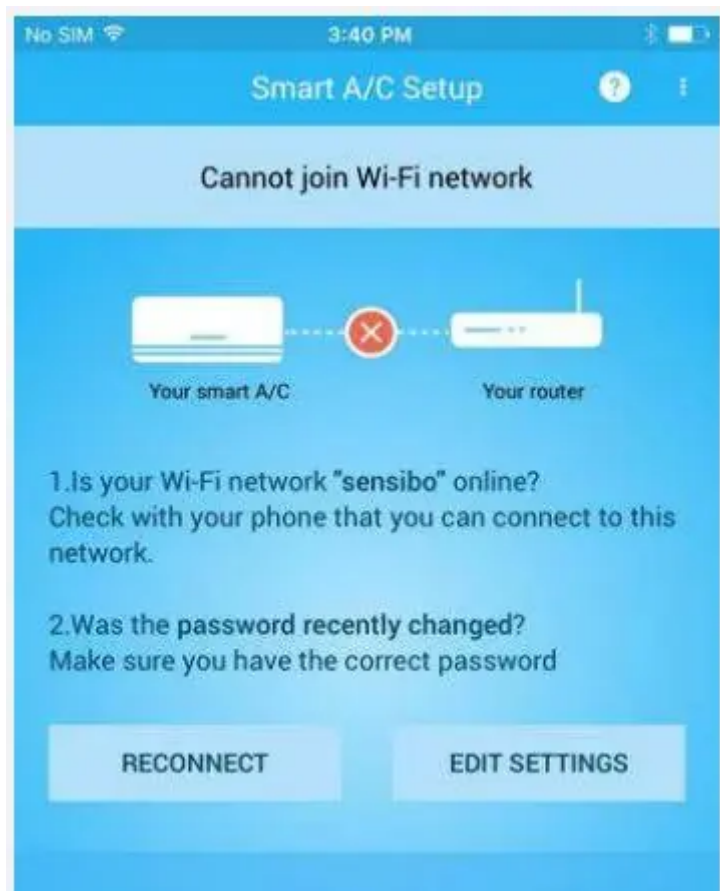 No SIM 3:40 PM
Smart A/C Setup ?
Cannot join Wi-Fi network
Your smart A/C Your router
1.Is your Wi-Fi network "sensibo" online?
Check with your phone that you can connect to this
network.
2.Was the password recently changed?
Make sure you have the correct password
RECONNECT EDIT SETTINGS